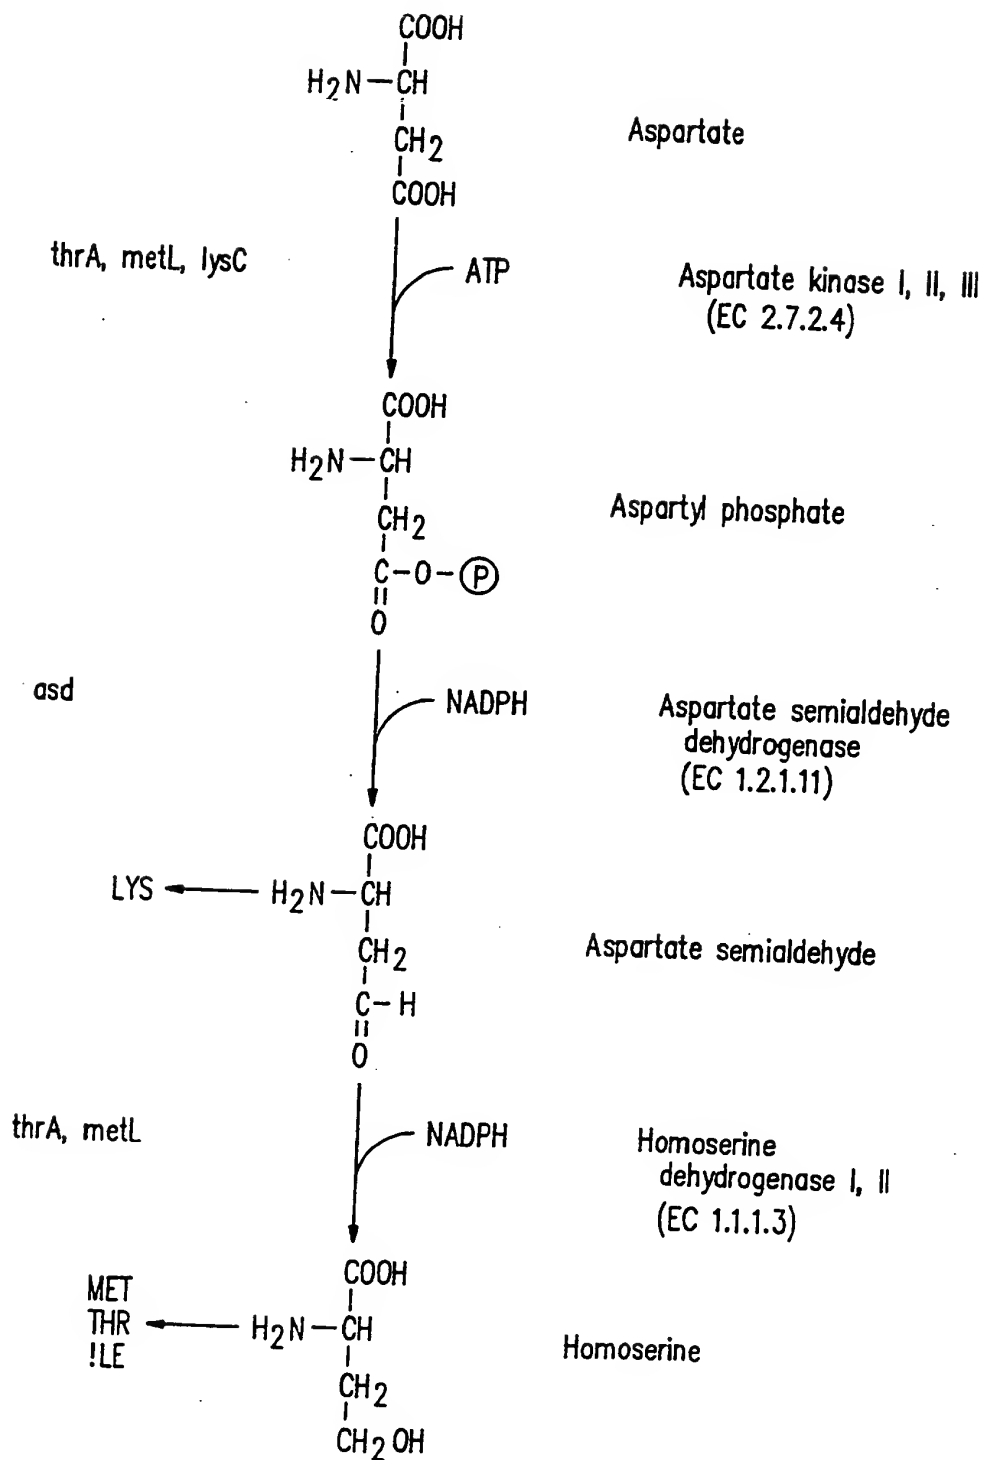 COOH
H2N—CH
CH2
COOH
Aspartate
thrA, metL, lysC
ATP
Aspartate kinase I, II, III
(EC 2.7.2.4)
COOH
H2N—CH
CH2
C—O—P
O
Aspartyl phosphate
asd
NADPH
Aspartate semialdehyde
dehydrogenase
(EC 1.2.1.11)
COOH
LYS
H2N—CH
CH2
C—H
O
Aspartate semialdehyde
thrA, metL
NADPH
Homoserine
dehydrogenase I, II
(EC 1.1.1.3)
COOH
MET
THR
!LE
H2N—CH
CH2
CH2OH
Homoserine